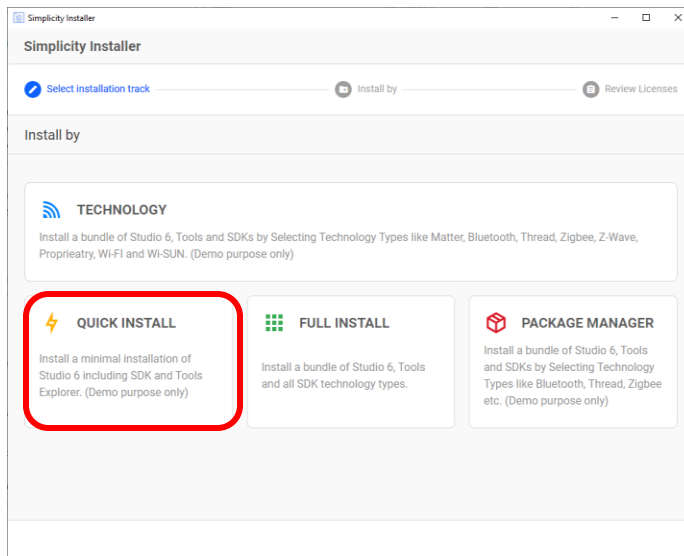 Simplicity Installer
Simplicity Installer
Select installation track
Install by
Review Licenses
Install by
TECHNOLOGY
Install a bundle of Studio 6, Tools and SDKs by Selecting Technology Types like Matter, Bluetooth, Thread, Zigbee, Z-Wave,
Proprieatry, Wi-FI and Wi-SUN. (Demo purpose only)
QUICK INSTALL
Install a minimal installation of
Studio 6 including SDK and Tools
Explorer. (Demo purpose only)
FULL INSTALL
Install a bundle of Studio 6, Tools
and all SDK technology types.
PACKAGE MANAGER
Install a bundle of Studio 6, Tools
and SDKs by Selecting Technology
Types like Bluetooth, Thread, Zigbee
etc. (Demo purpose only)